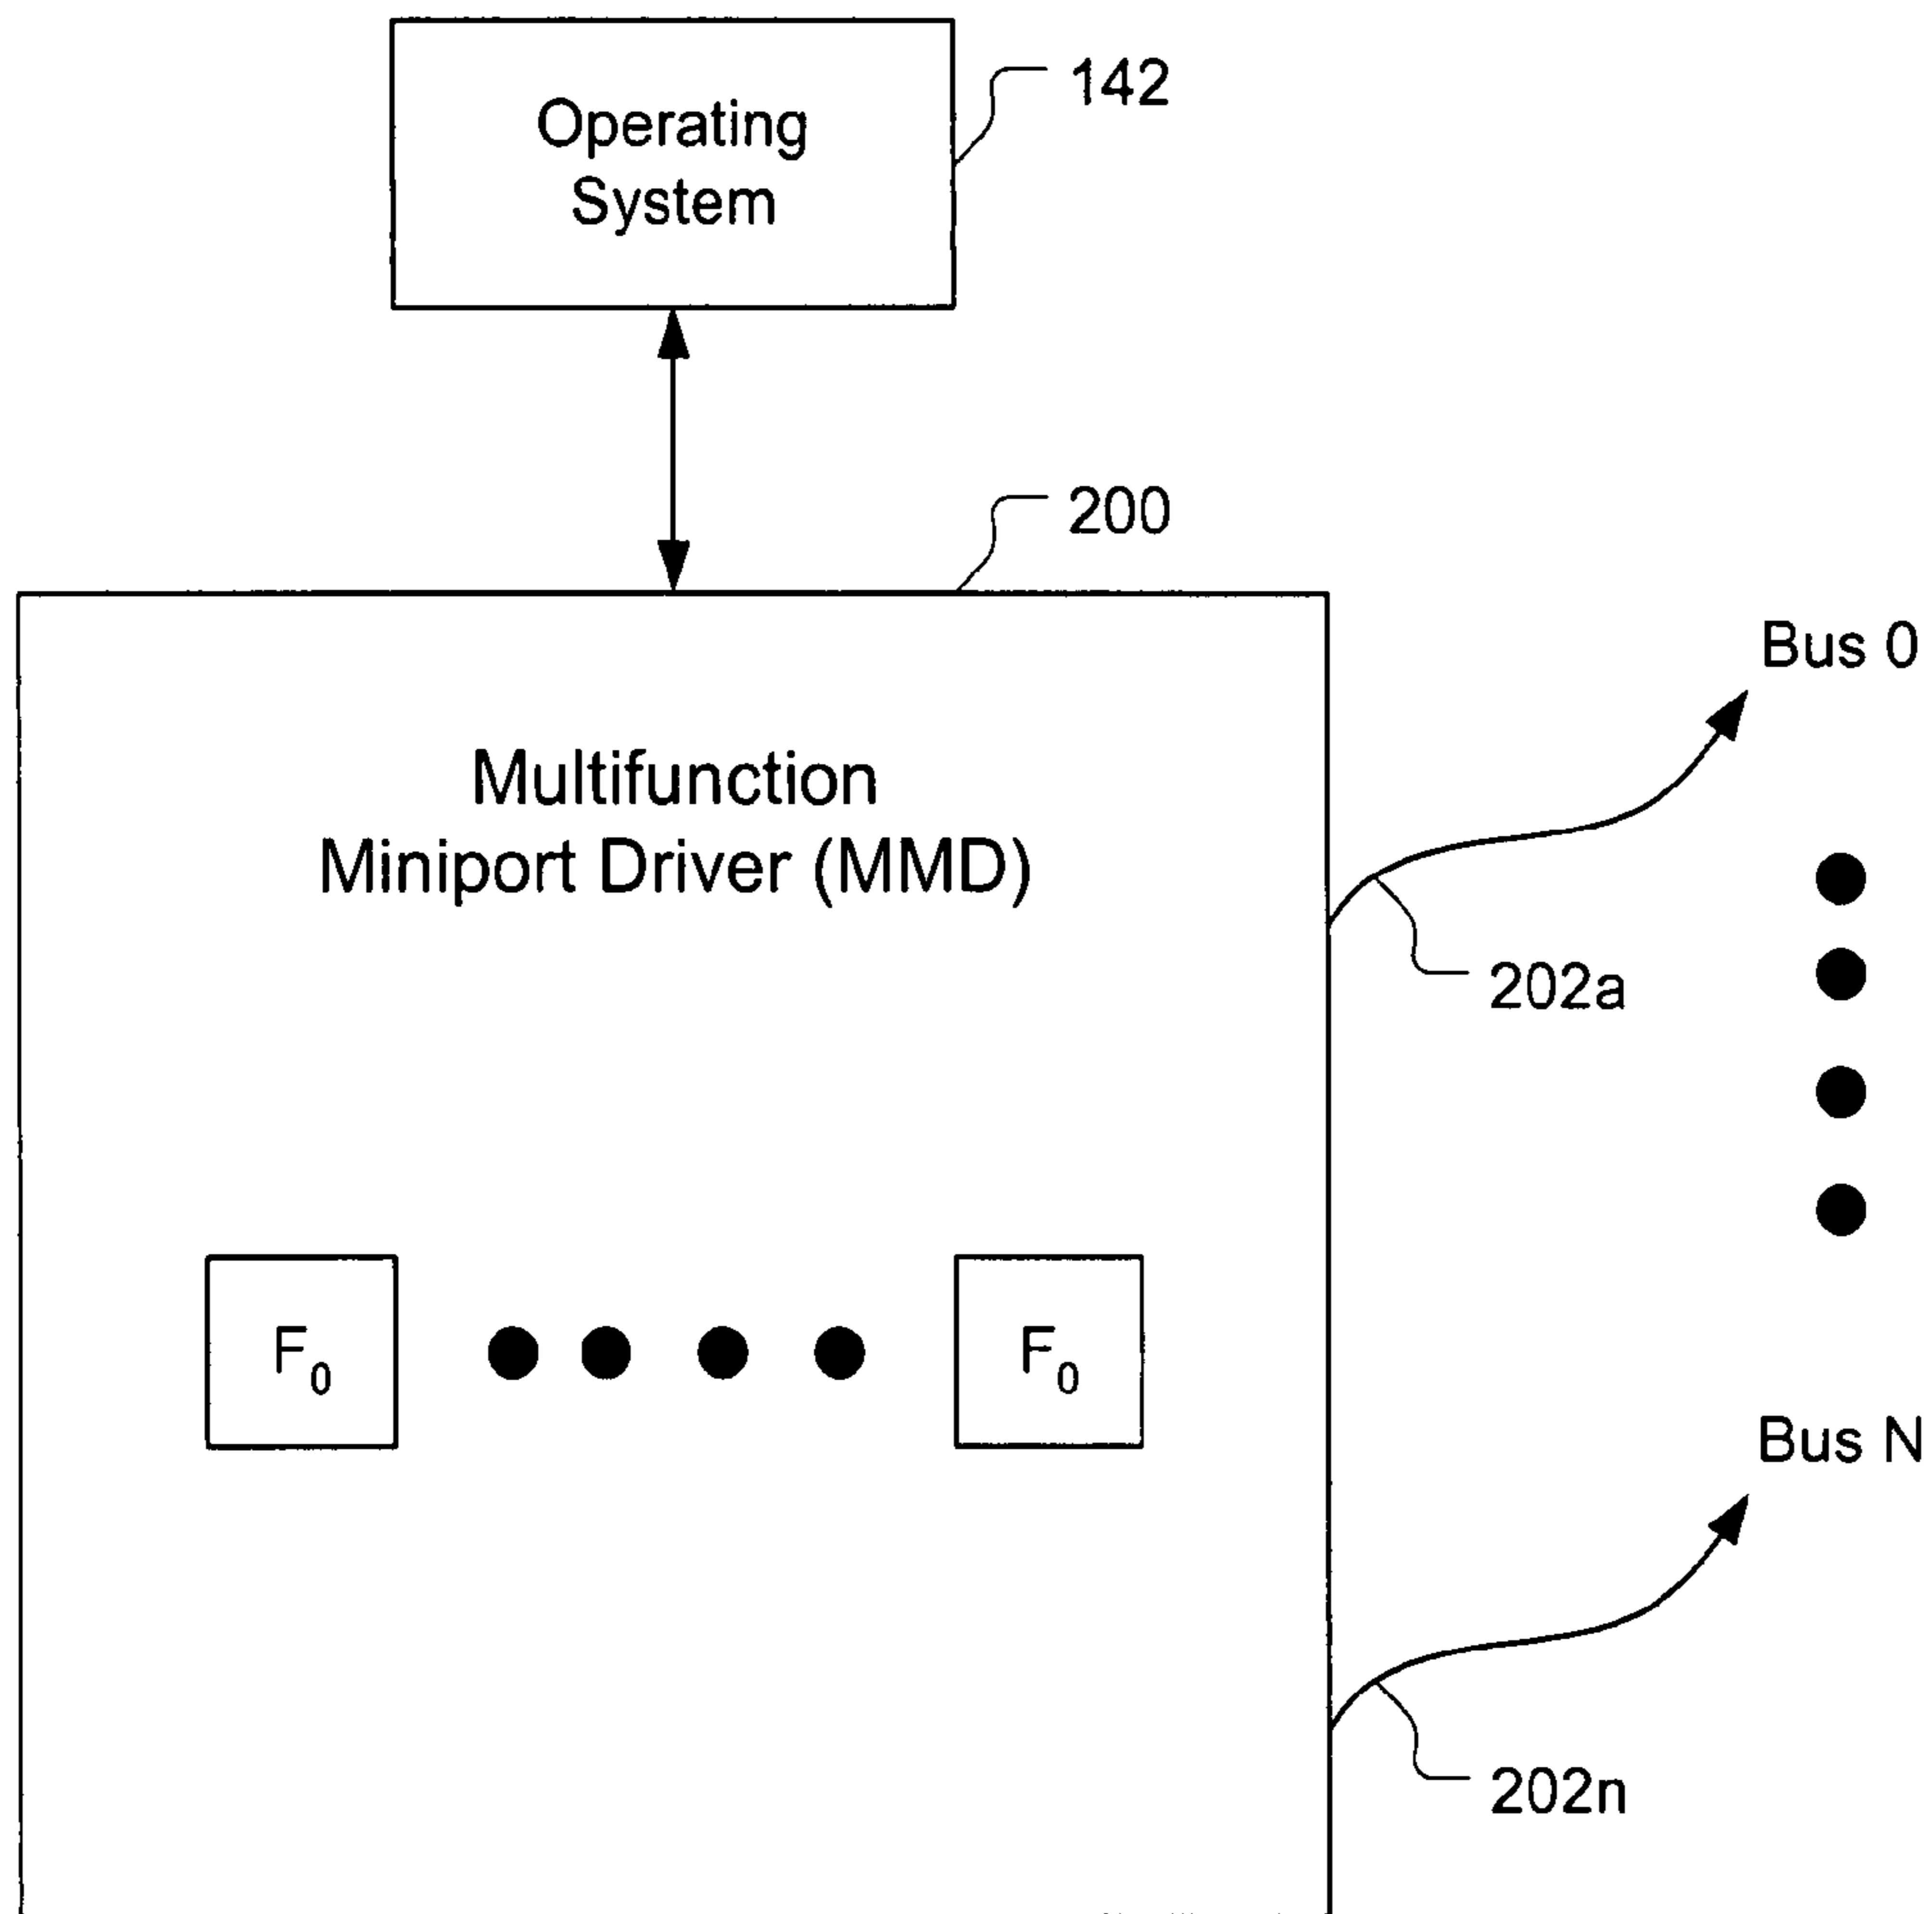 Operating
System
142
200
Bus 0
Multifunction
Miniport Driver (MMD)
202a
F₀
F₀
Bus N
202n